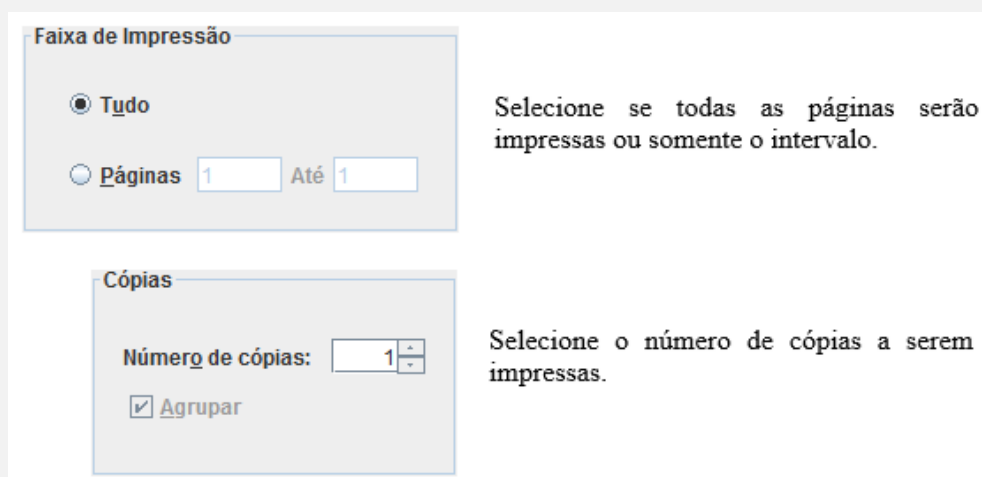 Faixa de Impressão
Tudo
Selecione se todas as páginas serão
impressas ou somente o intervalo.
Páginas 1 Até 1
Cópias
Número de cópias: 1
Selecione o número de cópias a serem
impressas.
Agrupar